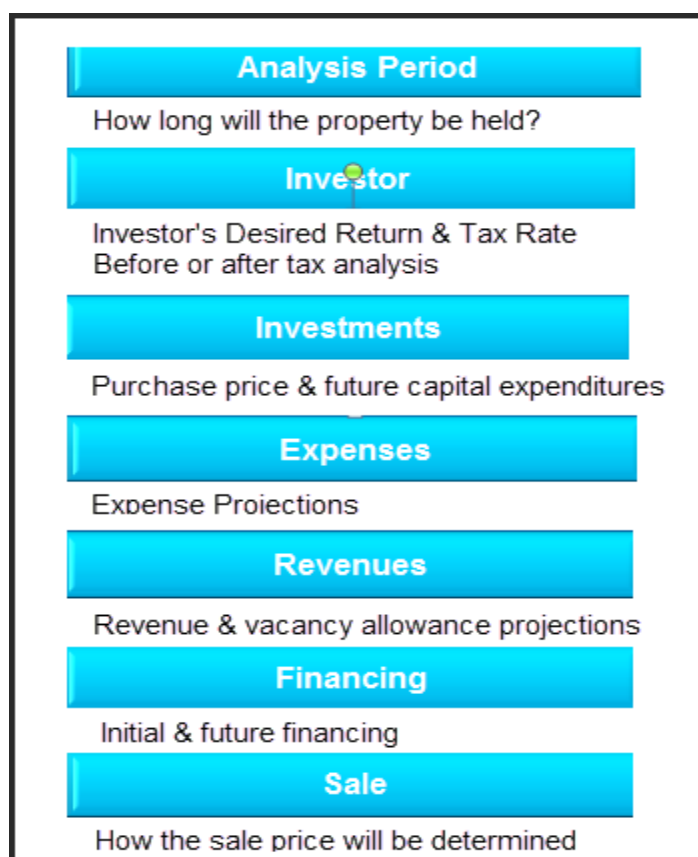 Analysis Period
How long will the property be held?
Investor
Investor's Desired Return & Tax Rate
Before or after tax analysis
Investments
Purchase price & future capital expenditures
Expenses
Expense Projections
Revenues
Revenue & vacancy allowance projections
Financing
Initial & future financing
Sale
How the sale price will be determined